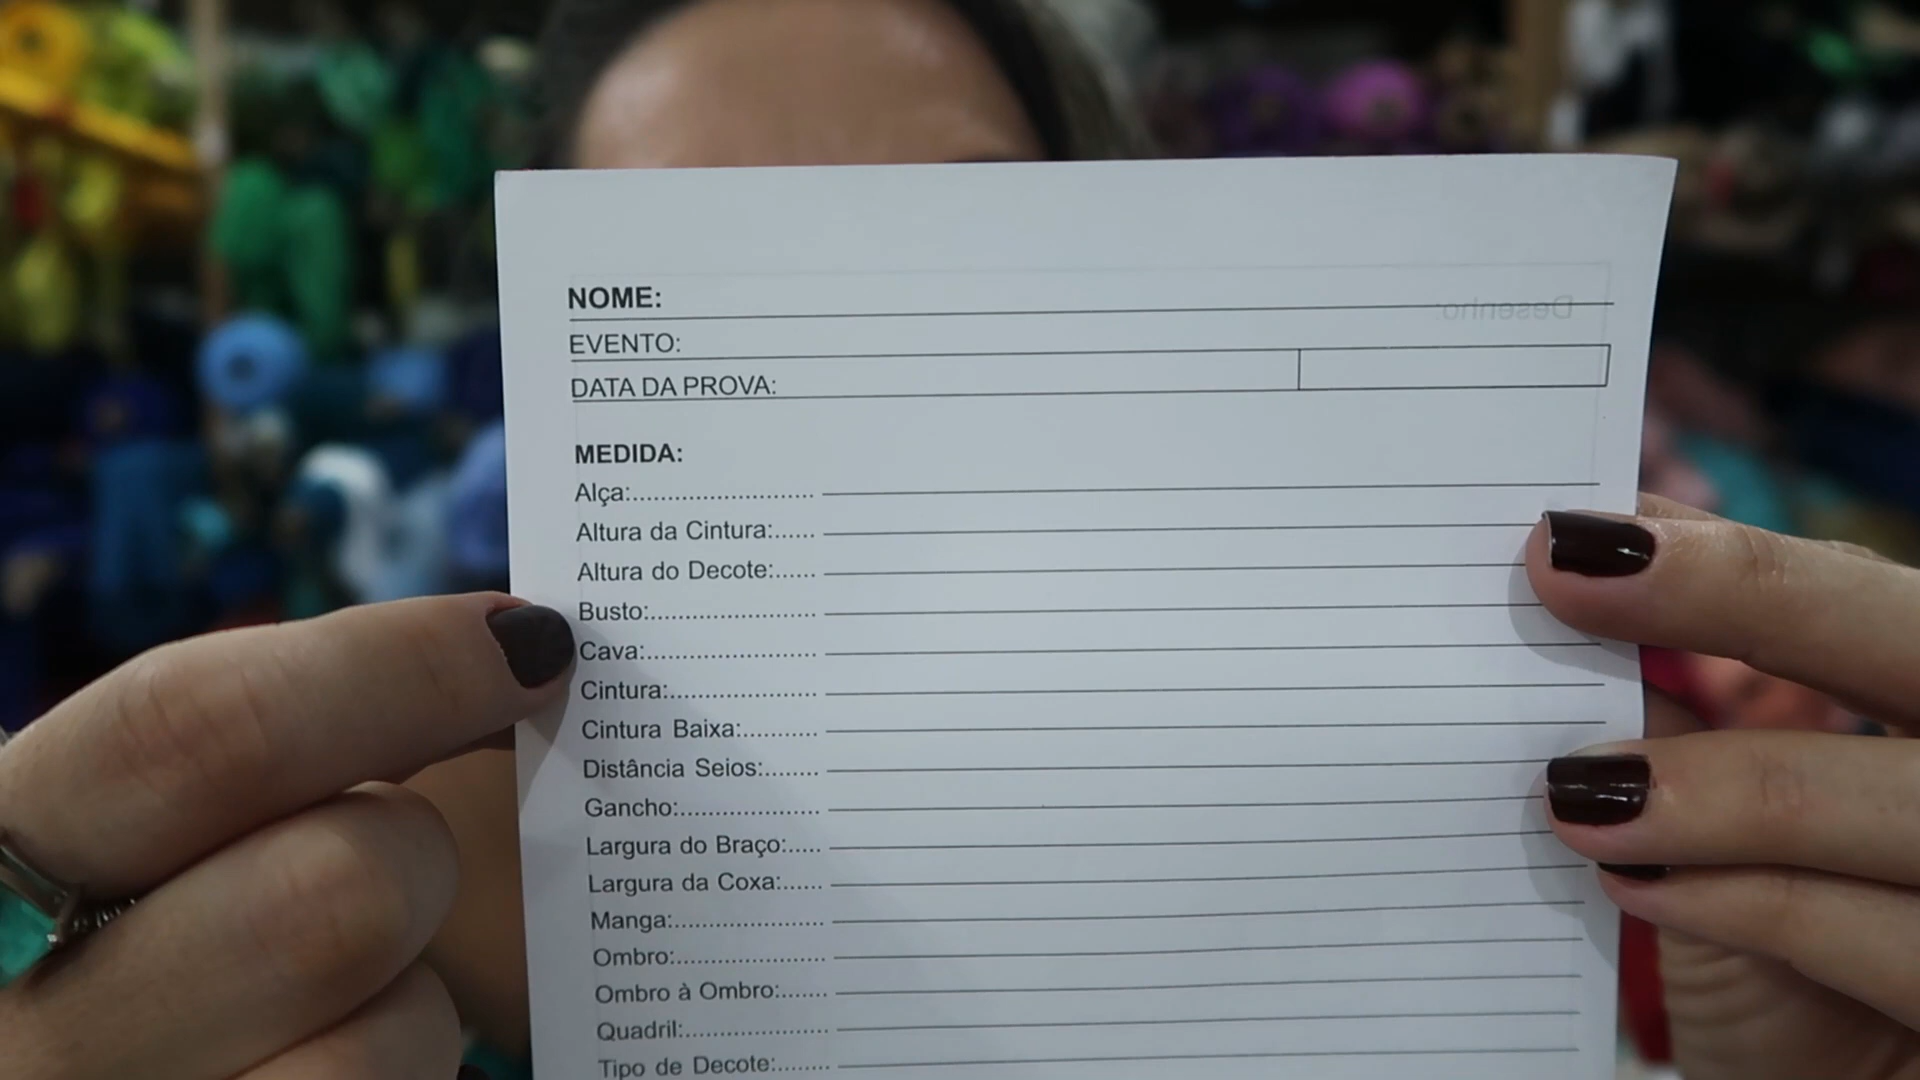 NOME:
Desenho:
EVENTO:
DATA DA PROVA:
MEDIDA:
Alça:.........................
Altura da Cintura:......
Altura do Decote:......
Busto:........................
Cava:.........................
Cintura:......................
Cintura Baixa:...........
Distância Seios:........
Gancho:.....................
Largura do Braço:.....
Largura da Coxa:......
Manga:......................
Ombro:......................
Ombro à Ombro:.......
Quadril:.....................
Tipo de Decote:........